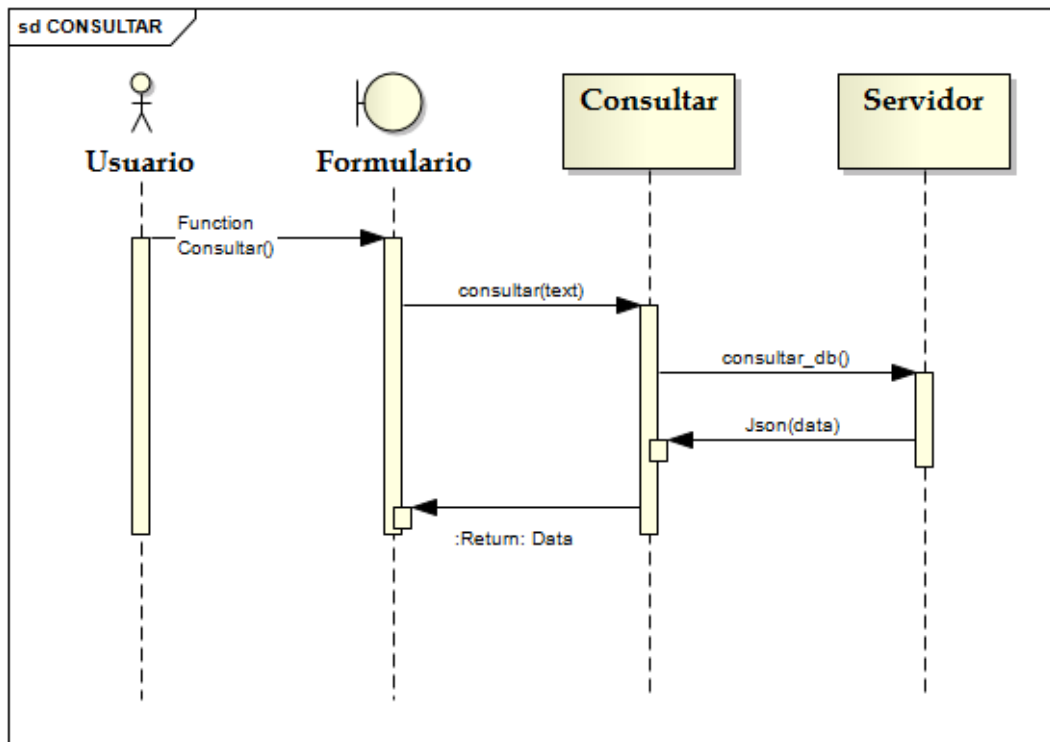 sd CONSULTAR
Usuario
Formulario
Consultar
Servidor
Function
Consultar()
consultar(text)
consultar_db()
Json(data)
:Return: Data